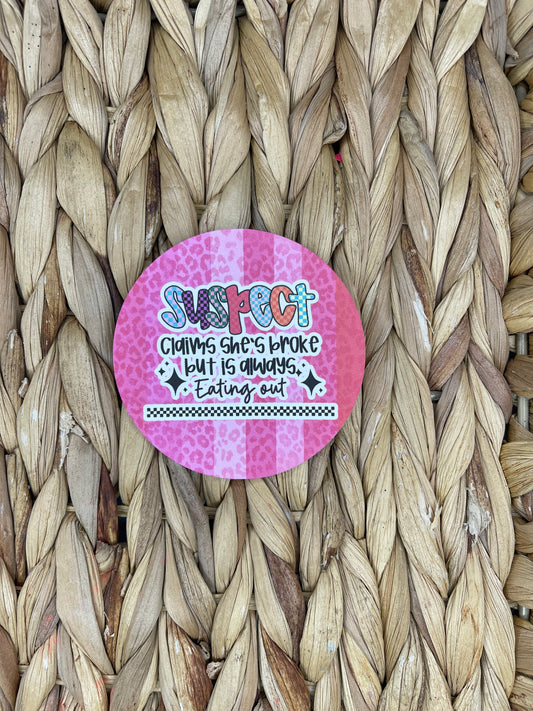 suspect
Claims she's broke
but is always
Eating out